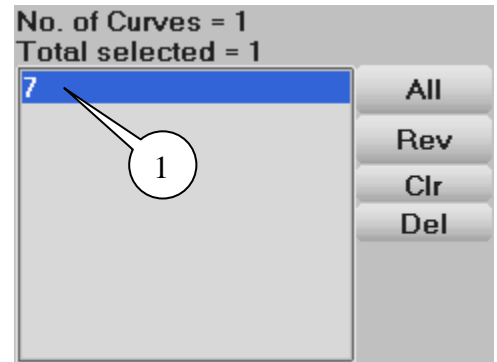 No. of Curves = 1
Total selected = 1
7
1
All
Rev
Clr
Del